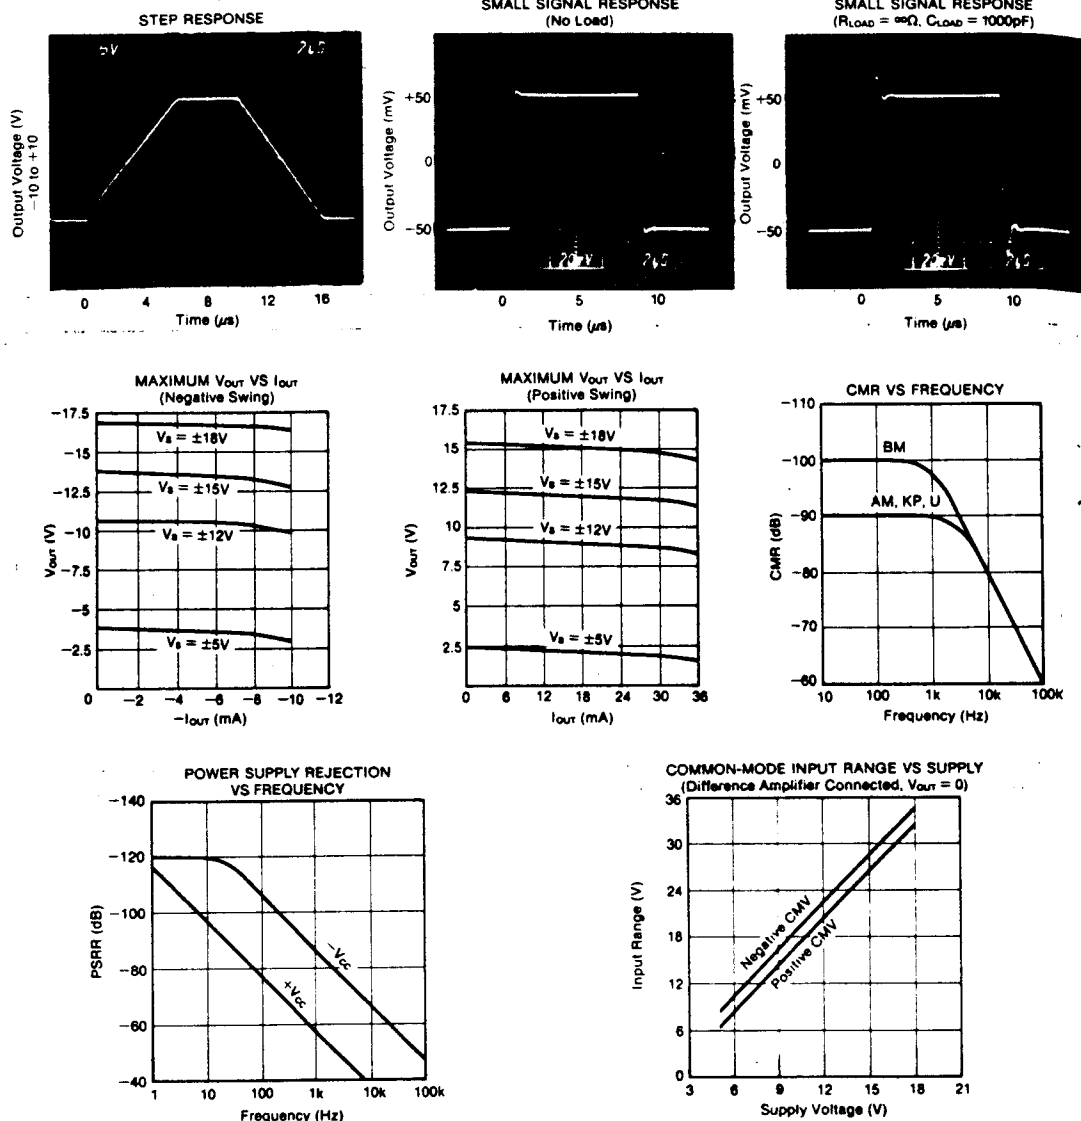 STEP RESPONSE
5V
2µS
Output Voltage (V)
−10 to +10
0 4 8 12 16
Time (µs)
SMALL SIGNAL RESPONSE
(No Load)
Output Voltage (mV)
+50
0
−50
20mV
2µS
0 5 10
Time (µs)
SMALL SIGNAL RESPONSE
(RLOAD = ∞Ω, CLOAD = 1000pF)
Output Voltage (mV)
+50
0
−50
20mV
2µS
0 5 10
Time (µs)
MAXIMUM VOUT VS IOUT
(Negative Swing)
VOUT (V)
−17.5
−15
−12.5
−10
−7.5
−5
−2.5
VS = ±18V
VS = ±15V
VS = ±12V
VS = ±5V
0 −2 −4 −6 −8 −10 −12
−IOUT (mA)
MAXIMUM VOUT VS IOUT
(Positive Swing)
VOUT (V)
17.5
15
12.5
10
7.5
5
2.5
VS = ±18V
VS = ±15V
VS = ±12V
VS = ±5V
0 6 12 18 24 30 36
IOUT (mA)
CMR VS FREQUENCY
CMR (dB)
−110
−100
−90
−80
−70
−60
BM
AM, KP, U
10 100 1k 10k 100k
Frequency (Hz)
POWER SUPPLY REJECTION
VS FREQUENCY
PSRR (dB)
−140
−120
−100
−80
−60
−40
−VCC
+VCC
1 10 100 1k 10k 100k
Frequency (Hz)
COMMON-MODE INPUT RANGE VS SUPPLY
(Difference Amplifier Connected, VOUT = 0)
Input Range (V)
36
30
24
18
12
6
0
Negative CMV
Positive CMV
3 6 9 12 15 18 21
Supply Voltage (V)